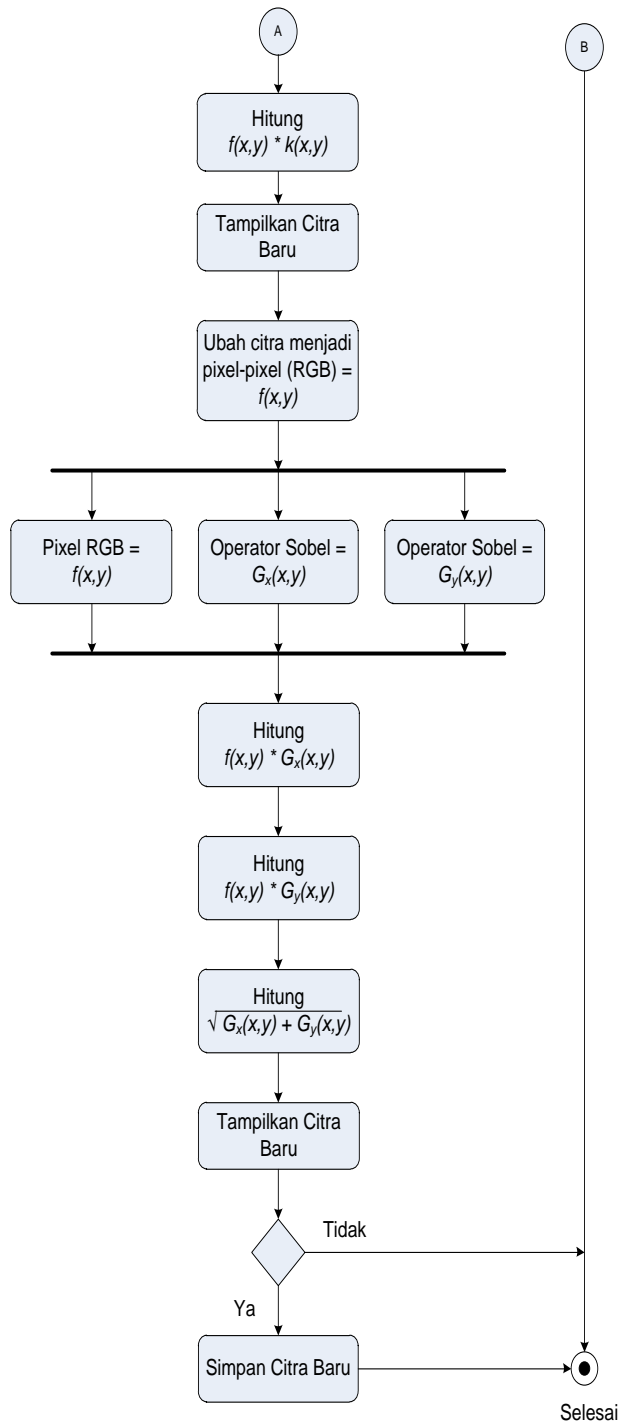 A
B
Hitung
f(x,y) * k(x,y)
Tampilkan Citra
Baru
Ubah citra menjadi
pixel-pixel (RGB) =
f(x,y)
Pixel RGB =
f(x,y)
Operator Sobel =
Gx(x,y)
Operator Sobel =
Gy(x,y)
Hitung
f(x,y) * Gx(x,y)
Hitung
f(x,y) * Gy(x,y)
Hitung
√ Gx(x,y) + Gy(x,y)
Tampilkan Citra
Baru
Tidak
Ya
Simpan Citra Baru
Selesai